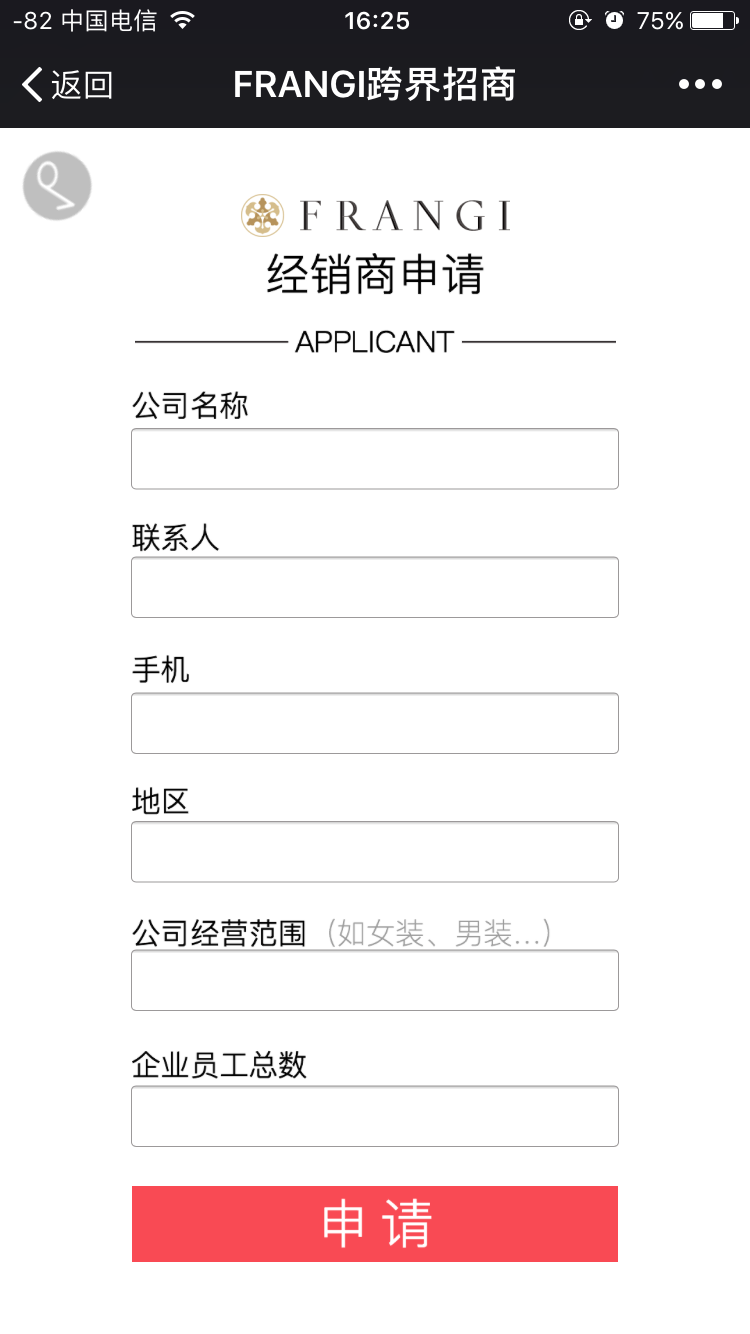 -82 中国电信 16:25 75%
返回 FRANGI跨界招商
FRANGI
经销商申请
APPLICANT
公司名称
联系人
手机
地区
公司经营范围（如女装、男装...）
企业员工总数
申请